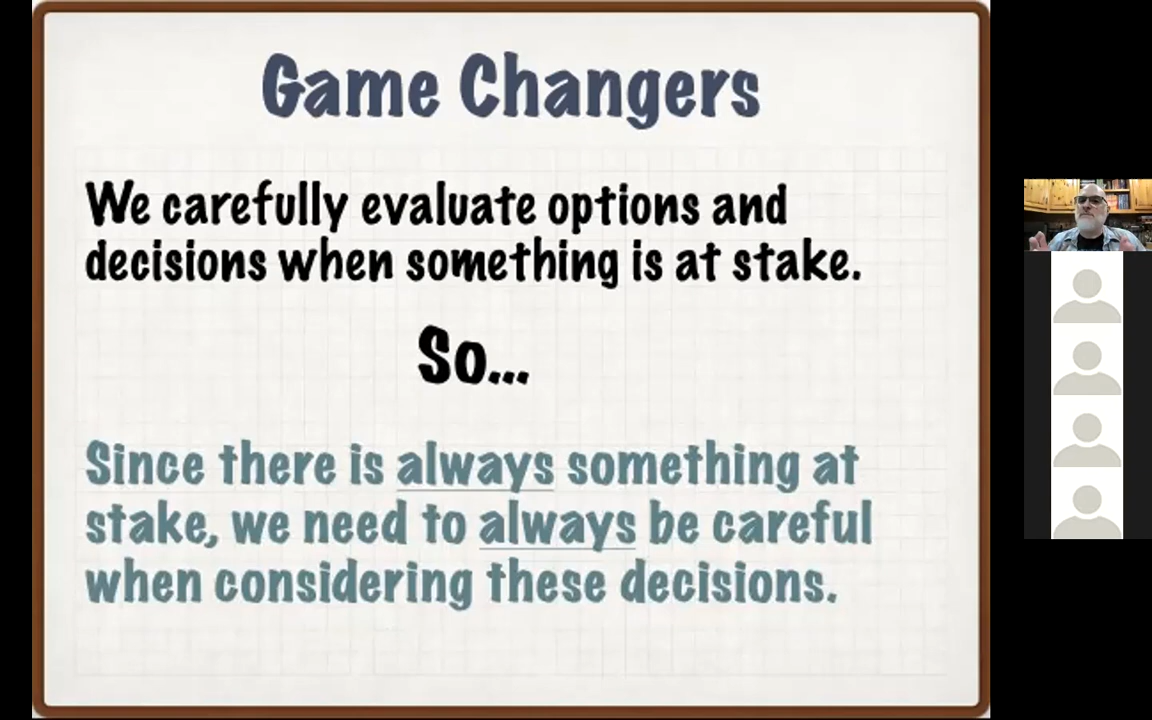 Game Changers
We carefully evaluate options and
decisions when something is at stake.
So...
Since there is always something at
stake, we need to always be careful
when considering these decisions.